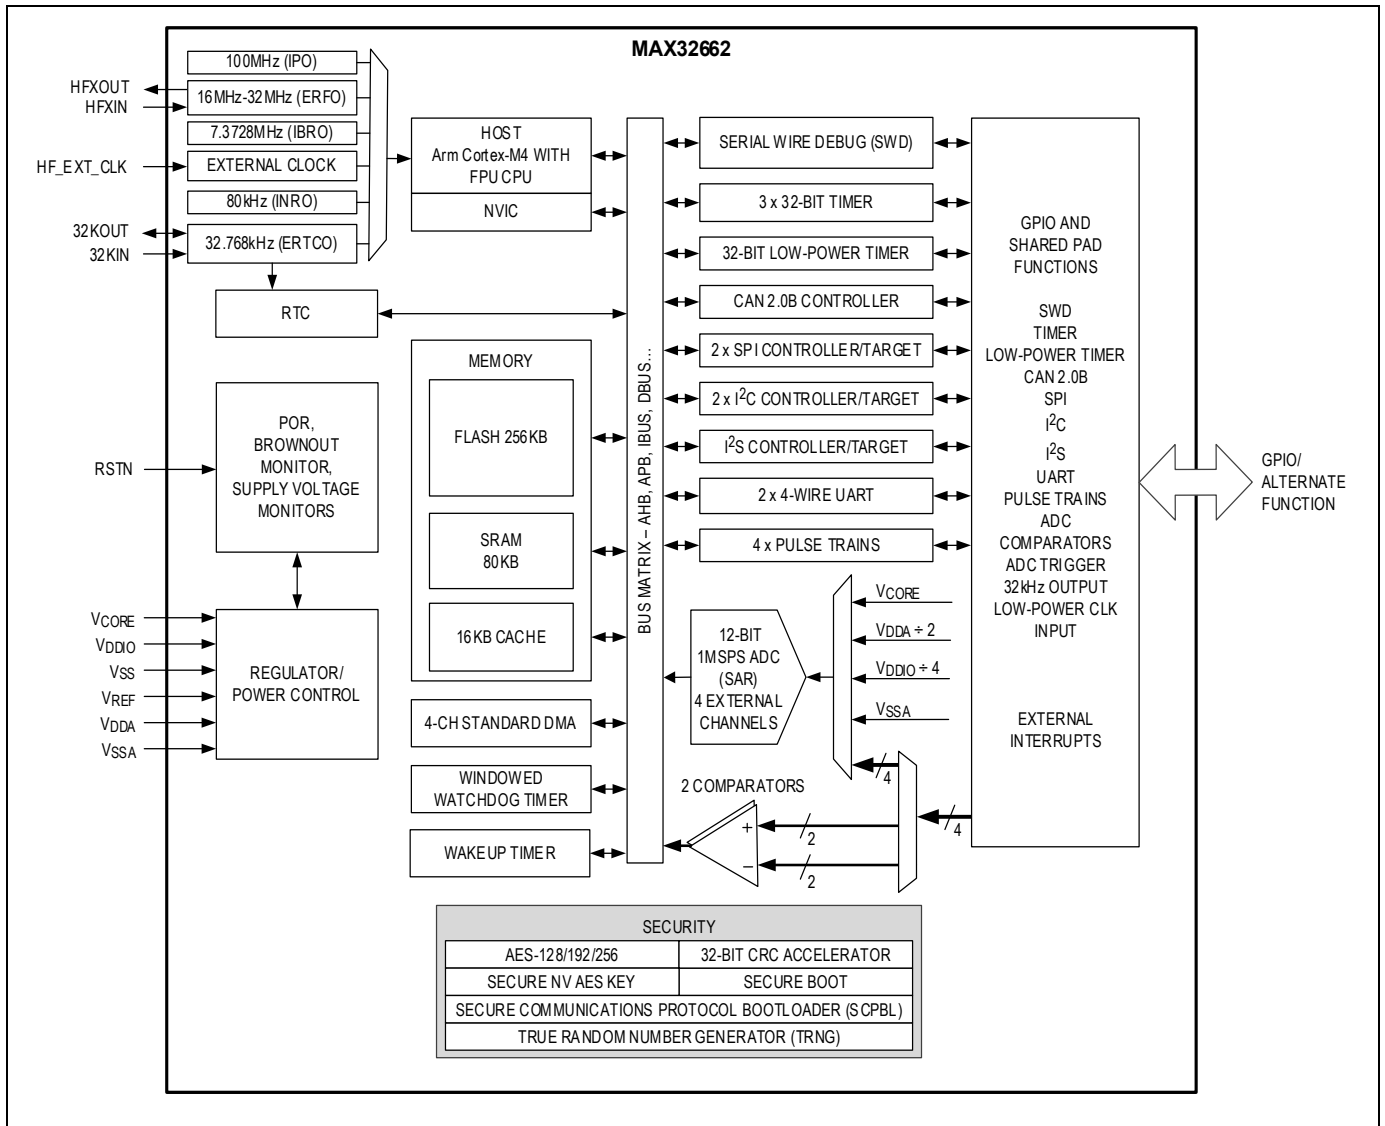 MAX32662
100MHz (IPO)
HFXOUT
HFXIN
16MHz-32MHz (ERFO)
7.3728MHz (IBRO)
HF_EXT_CLK
EXTERNAL CLOCK
80kHz (INRO)
32KOUT
32KIN
32.768kHz (ERTCO)
RTC
HOST
Arm Cortex-M4 WITH
FPU CPU
NVIC
MEMORY
FLASH 256KB
SRAM
80KB
16KB CACHE
RSTN
POR,
BROWNOUT
MONITOR,
SUPPLY VOLTAGE
MONITORS
VCORE
VDDIO
VSS
VREF
VDDA
VSSA
REGULATOR/
POWER CONTROL
4-CH STANDARD DMA
WINDOWED
WATCHDOG TIMER
WAKEUP TIMER
BUS MATRIX – AHB, APB, IBUS, DBUS...
SERIAL WIRE DEBUG (SWD)
3 x 32-BIT TIMER
32-BIT LOW-POWER TIMER
CAN 2.0B CONTROLLER
2 x SPI CONTROLLER/TARGET
2 x I2C CONTROLLER/TARGET
I2S CONTROLLER/TARGET
2 x 4-WIRE UART
4 x PULSE TRAINS
12-BIT
1MSPS ADC
(SAR)
4 EXTERNAL
CHANNELS
VCORE
VDDA ÷ 2
VDDIO ÷ 4
VSSA
4
2 COMPARATORS
+
2
−
2
4
GPIO AND
SHARED PAD
FUNCTIONS
SWD
TIMER
LOW-POWER TIMER
CAN 2.0B
SPI
I2C
I2S
UART
PULSE TRAINS
ADC
COMPARATORS
ADC TRIGGER
32kHz OUTPUT
LOW-POWER CLK
INPUT
EXTERNAL
INTERRUPTS
GPIO/
ALTERNATE
FUNCTION
SECURITY
AES-128/192/256
32-BIT CRC ACCELERATOR
SECURE NV AES KEY
SECURE BOOT
SECURE COMMUNICATIONS PROTOCOL BOOTLOADER (SCPBL)
TRUE RANDOM NUMBER GENERATOR (TRNG)